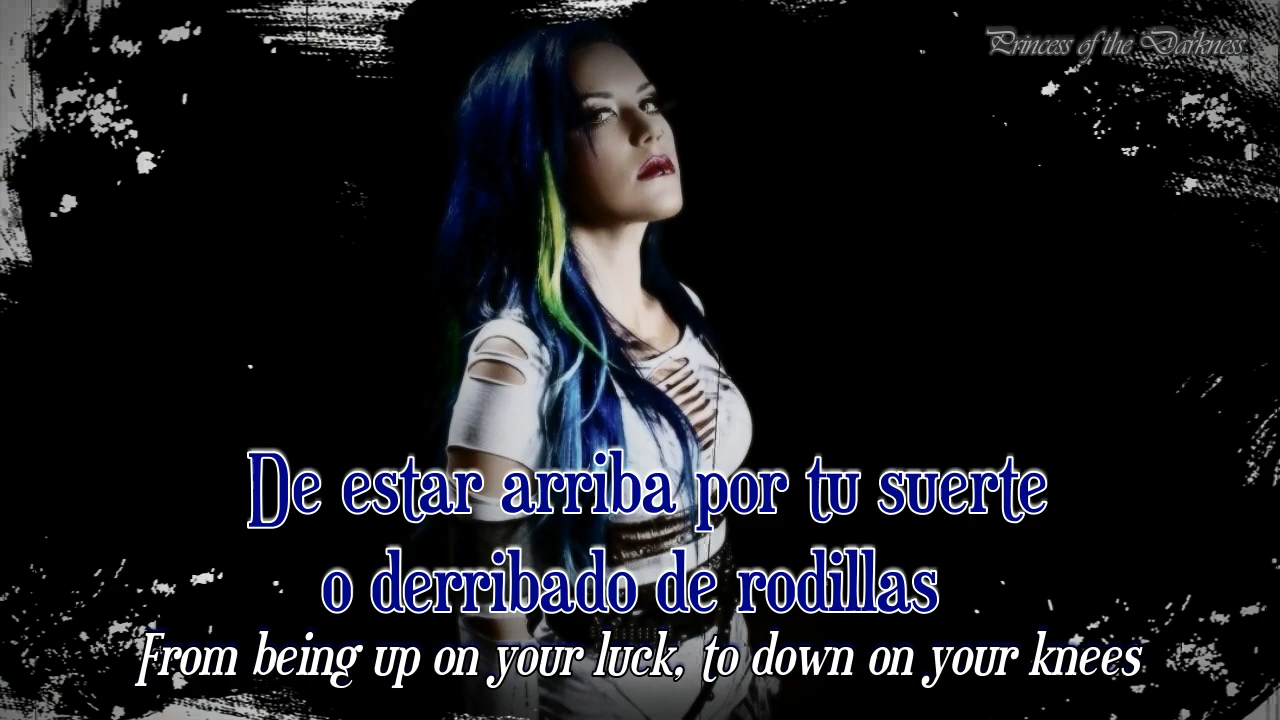 Princess of the Darkness
De estar arriba por tu suerte
o derribado de rodillas
From being up on your luck, to down on your knees